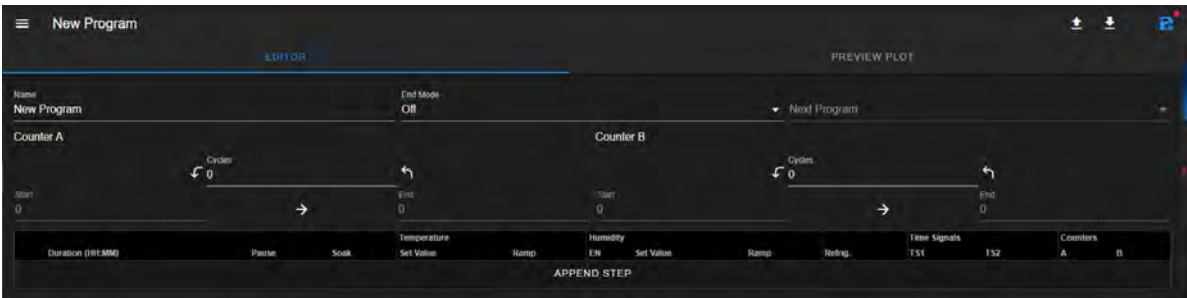 New Program
EDITOR PREVIEW PLOT
Name End Mode
New Program Off Next Program
Counter A Counter B
Cycles Cycles
0 0
Start End Start End
0 0 0 0
Temperature Humidity Time Signals Counters
Duration (HH:MM) Pause Soak Set Value Ramp EN Set Value Ramp Refrig. TS1 TS2 A B
APPEND STEP